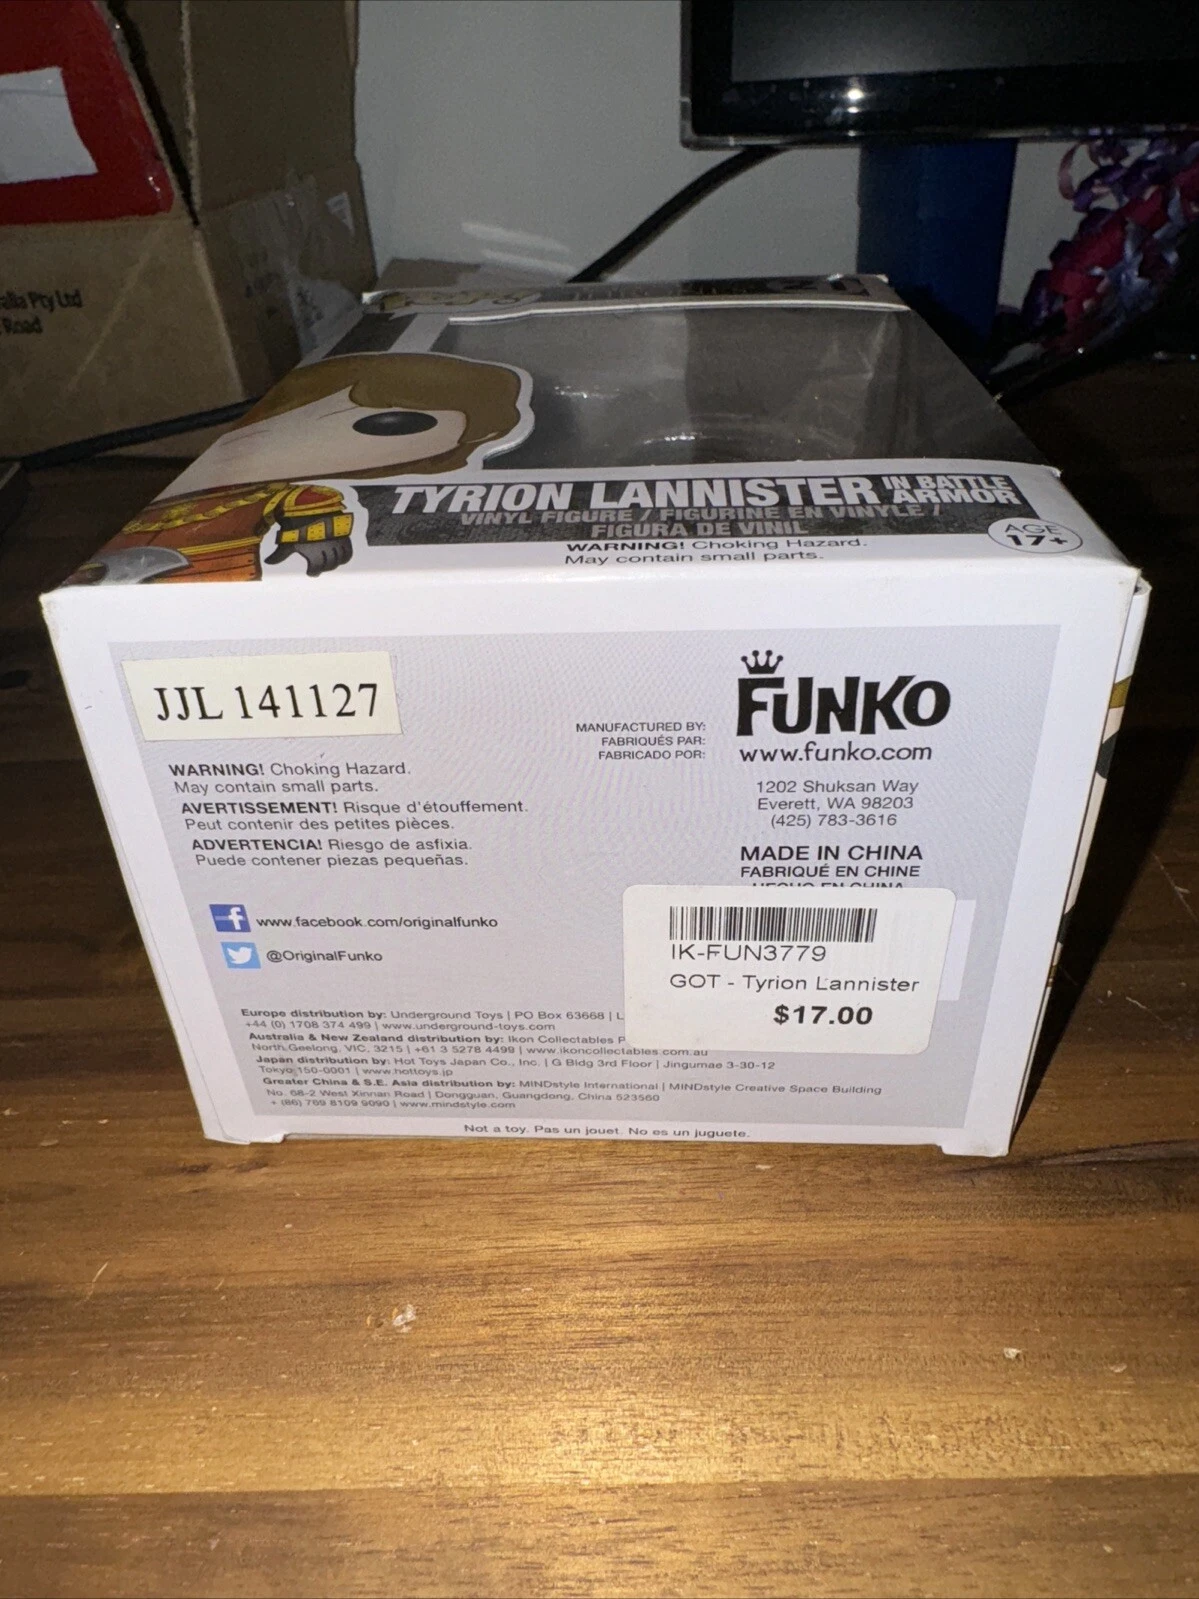 alia Pty Ltd
Road
21
TYRION LANNISTER IN BATTLE ARMOR
VINYL FIGURE / FIGURINE EN VINYLE /
FIGURA DE VINIL
WARNING! Choking Hazard.
May contain small parts.
AGE
17+
JJL 141127
WARNING! Choking Hazard.
May contain small parts.
AVERTISSEMENT! Risque d'étouffement.
Peut contenir des petites pièces.
ADVERTENCIA! Riesgo de asfixia.
Puede contener piezas pequeñas.
www.facebook.com/originalfunko
@OriginalFunko
MANUFACTURED BY:
FABRIQUÉS PAR:
FABRICADO POR:
FUNKO
www.funko.com
1202 Shuksan Way
Everett, WA 98203
(425) 783-3616
MADE IN CHINA
FABRIQUÉ EN CHINE
HECHO EN CHINA
IK-FUN3779
GOT - Tyrion Lannister
$17.00
Europe distribution by: Underground Toys | PO Box 63668 | L
+44 (0) 1708 374 499 | www.underground-toys.com
Australia & New Zealand distribution by: Ikon Collectables P
North Geelong, VIC, 3215 | +61 3 5278 4499 | www.ikoncollectables.com.au
Japan distribution by: Hot Toys Japan Co., Inc. | G Bldg 3rd Floor | Jingumae 3-30-12
Tokyo 150-0001 | www.hottoys.jp
Greater China & S.E. Asia distribution by: MINDstyle International | MINDstyle Creative Space Building
No. 68-2 West Xinnan Road | Dongguan, Guangdong, China 523560
+ (86) 769 8109 9090 | www.mindstyle.com
Not a toy. Pas un jouet. No es un juguete.